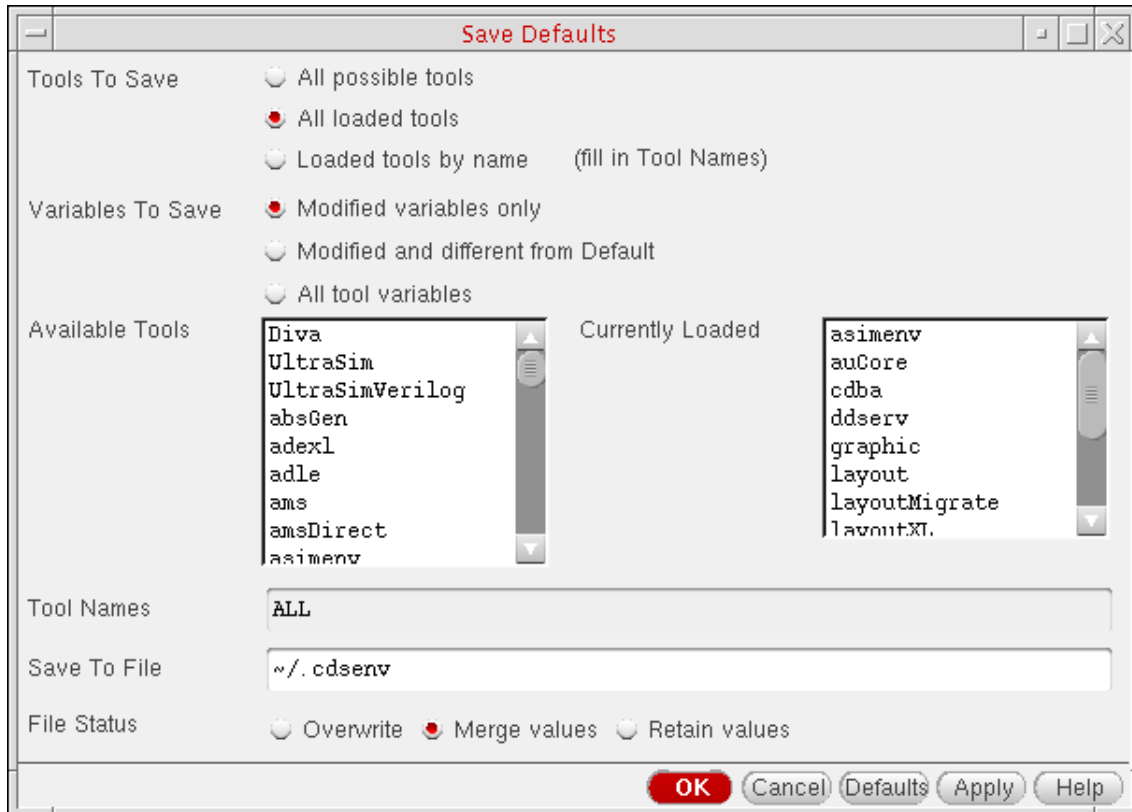 Save Defaults
Tools To Save
All possible tools
All loaded tools
Loaded tools by name (fill in Tool Names)
Variables To Save
Modified variables only
Modified and different from Default
All tool variables
Available Tools
Diva
UltraSim
UltraSimVerilog
absGen
adexl
adle
ams
amsDirect
asimenv
Currently Loaded
asimenv
auCore
cdba
ddserv
graphic
layout
layoutMigrate
layoutXL
Tool Names
ALL
Save To File
~/.cdsenv
File Status
Overwrite Merge values Retain values
OK Cancel Defaults Apply Help